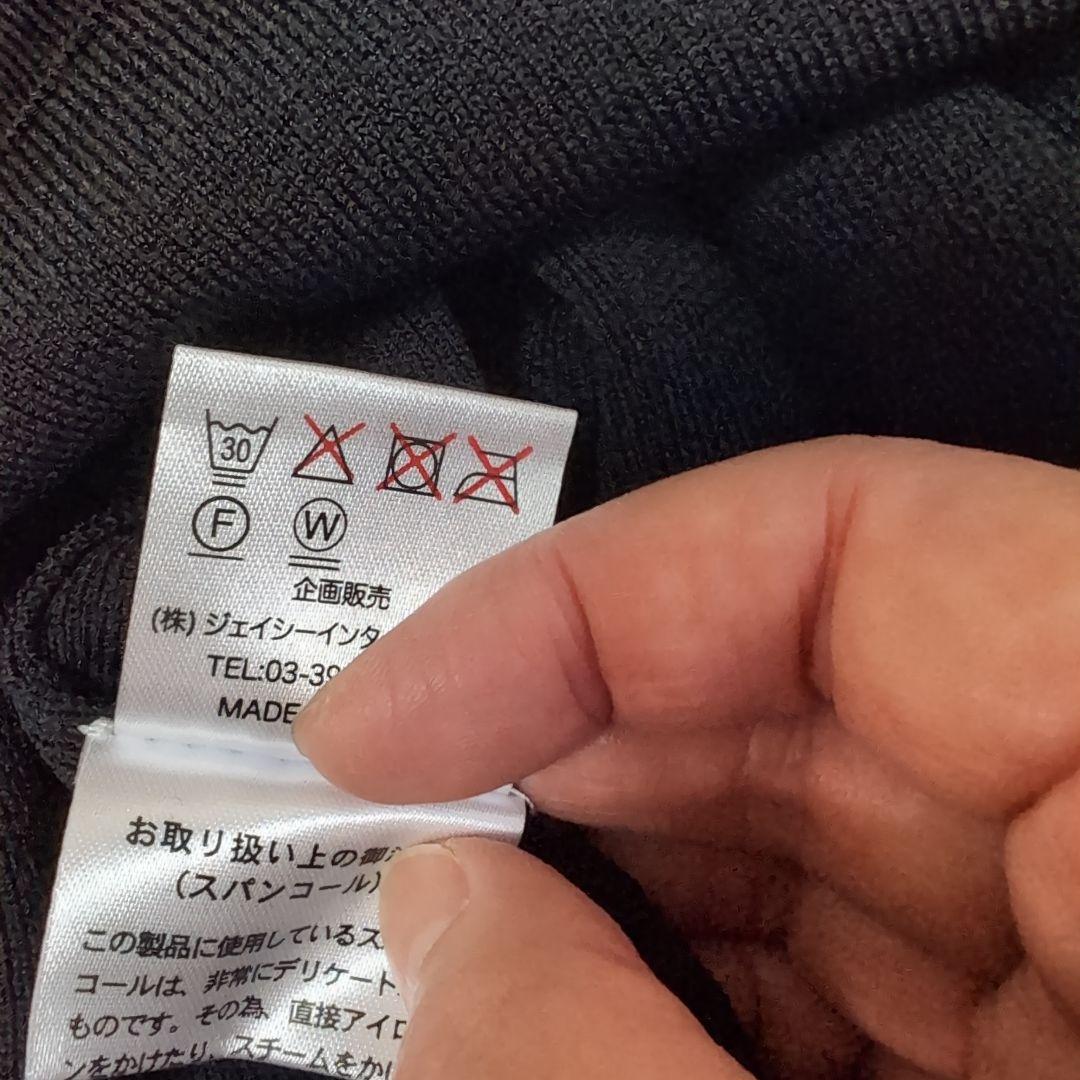 30
F W
企画販売
(株) ジェイシーインタ
TEL:03-39
MADE
お取り扱い上の御
(スパンコール)
この製品に使用しているス
コールは、非常にデリケート
ものです。その為、直接アイロ
ンをかけたり、スチームをか